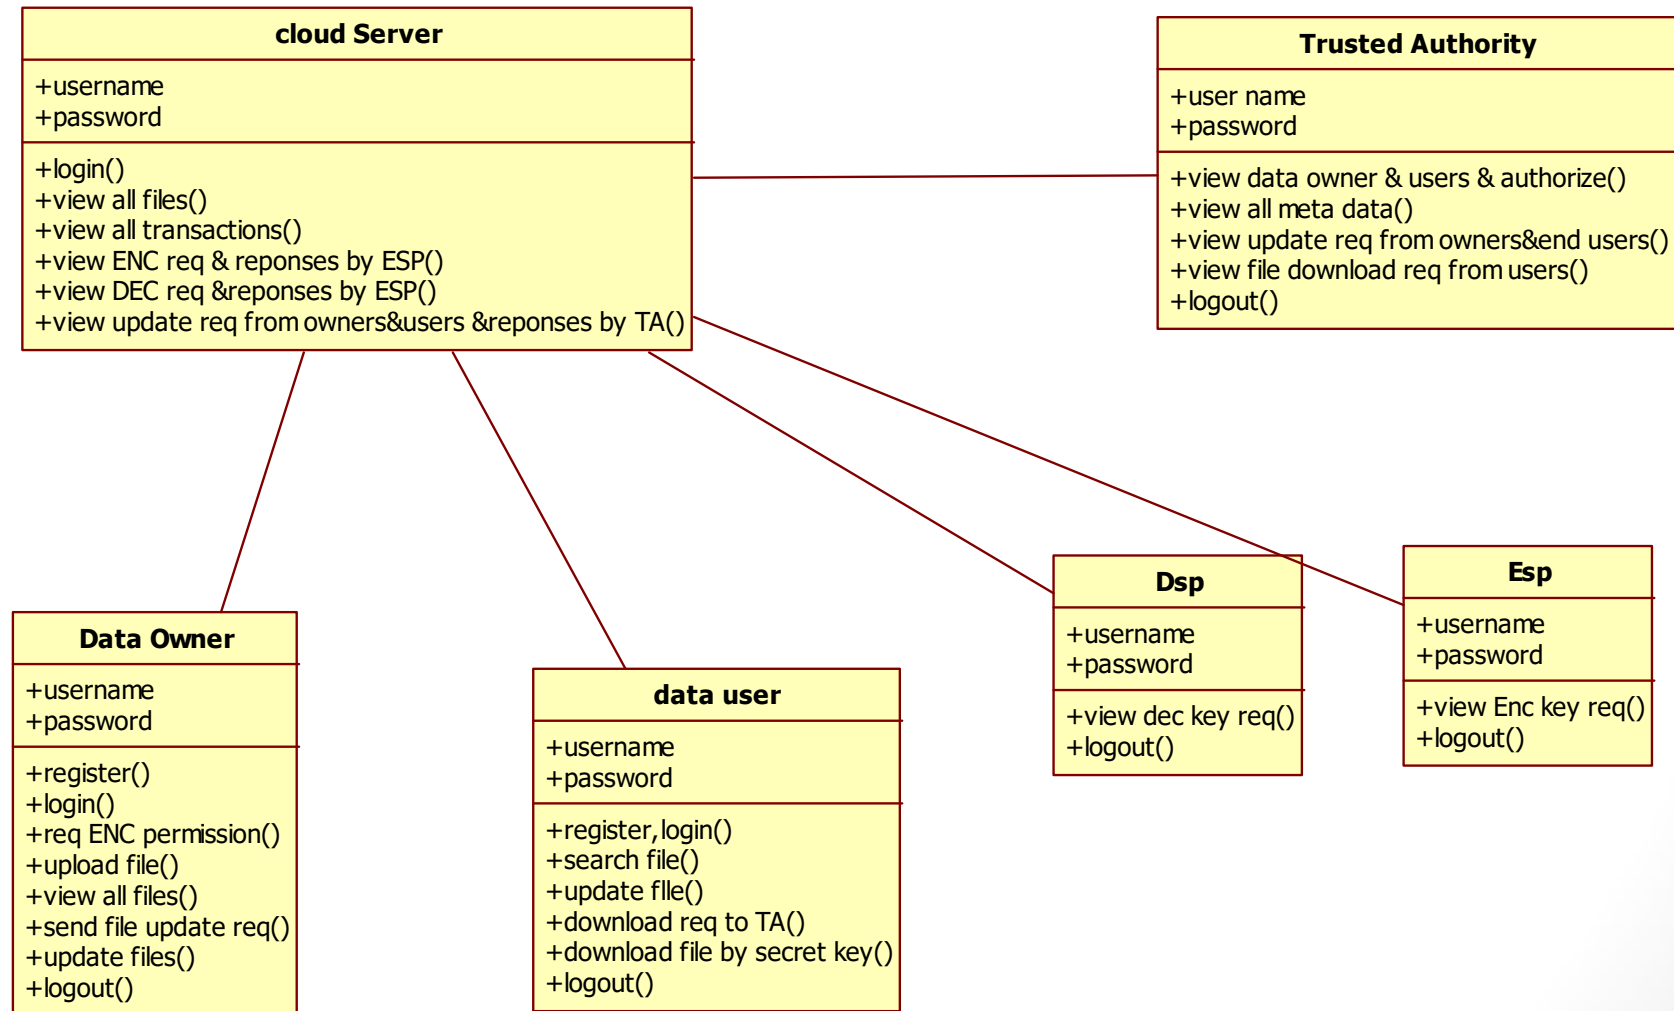 cloud Server
+username
+password
+login()
+view all files()
+view all transactions()
+view ENC req & reponses by ESP()
+view DEC req &reponses by ESP()
+view update req from owners&users &reponses by TA()
Trusted Authority
+user name
+password
+view data owner & users & authorize()
+view all meta data()
+view update req from owners&end users()
+view file download req from users()
+logout()
Data Owner
+username
+password
+register()
+login()
+req ENC permission()
+upload file()
+view all files()
+send file update req()
+update files()
+logout()
data user
+username
+password
+register,login()
+search file()
+update flle()
+download req to TA()
+download file by secret key()
+logout()
Dsp
+username
+password
+view dec key req()
+logout()
Esp
+username
+password
+view Enc key req()
+logout()